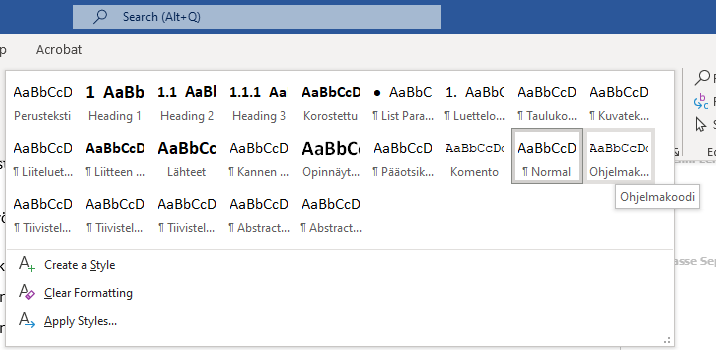 Search (Alt+Q)
p Acrobat
AaBbCcD 1 AaBb 1.1 AaBl 1.1.1 Aa AaBbCcD • AaBbC 1. AaBbC AaBbCcD AaBbCcD
Perusteksti Heading 1 Heading 2 Heading 3 Korostettu ¶ List Para... ¶ Luettelo... ¶ Tauluko... ¶ Kuvatek...
AaBbCcD AaBbCcD AaBbCc AaBbCcD AaBbC AaBbCcD AaBbCcDc AaBbCcD AaBbCcDc
¶ Liiteluet... ¶ Liitteen ... Lähteet ¶ Kannen ... Opinnäyt... ¶ Pääotsik... Komento ¶ Normal Ohjelmak...
Ohjelmakoodi
AaBbCcD AaBbCcD AaBbCcD AaBbCcD AaBbCcD
¶ Tiivistel... ¶ Tiivistel... ¶ Tiivistel... ¶ Abstract... ¶ Abstract...
Create a Style
Clear Formatting
Apply Styles...